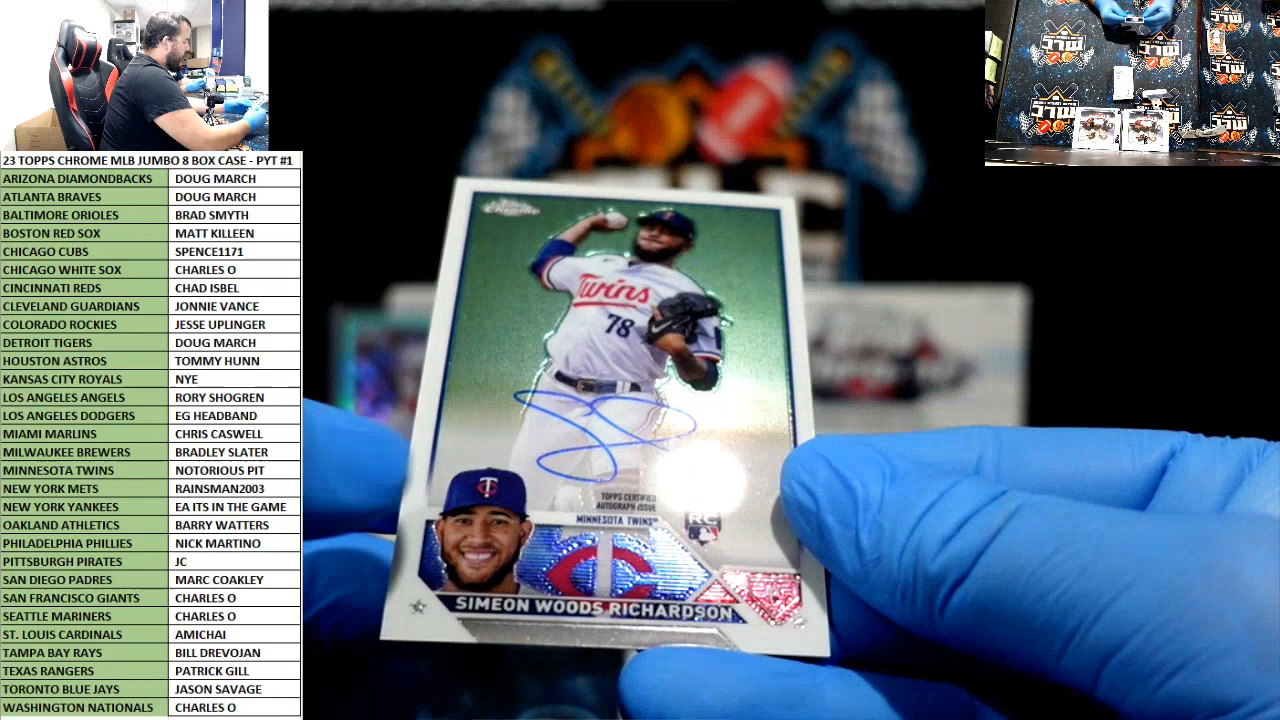 23 TOPPS CHROME MLB JUMBO 8 BOX CASE - PYT #1
ARIZONA DIAMONDBACKS DOUG MARCH
ATLANTA BRAVES DOUG MARCH
BALTIMORE ORIOLES BRAD SMYTH
BOSTON RED SOX MATT KILLEEN
CHICAGO CUBS SPENCE1171
CHICAGO WHITE SOX CHARLES O
CINCINNATI REDS CHAD ISBEL
CLEVELAND GUARDIANS JONNIE VANCE
COLORADO ROCKIES JESSE UPLINGER
DETROIT TIGERS DOUG MARCH
HOUSTON ASTROS TOMMY HUNN
KANSAS CITY ROYALS NYE
LOS ANGELES ANGELS RORY SHOGREN
LOS ANGELES DODGERS EG HEADBAND
MIAMI MARLINS CHRIS CASWELL
MILWAUKEE BREWERS BRADLEY SLATER
MINNESOTA TWINS NOTORIOUS PIT
NEW YORK METS RAINSMAN2003
NEW YORK YANKEES EA ITS IN THE GAME
OAKLAND ATHLETICS BARRY WATTERS
PHILADELPHIA PHILLIES NICK MARTINO
PITTSBURGH PIRATES JC
SAN DIEGO PADRES MARC COAKLEY
SAN FRANCISCO GIANTS CHARLES O
SEATTLE MARINERS CHARLES O
ST. LOUIS CARDINALS AMICHAI
TAMPA BAY RAYS BILL DREVOJAN
TEXAS RANGERS PATRICK GILL
TORONTO BLUE JAYS JASON SAVAGE
WASHINGTON NATIONALS CHARLES O
Topps
Chrome
Twins
78
TOPPS CERTIFIED
AUTOGRAPH ISSUE
MINNESOTA TWINS
RC
TC
TC
SIMEON WOODS RICHARDSON